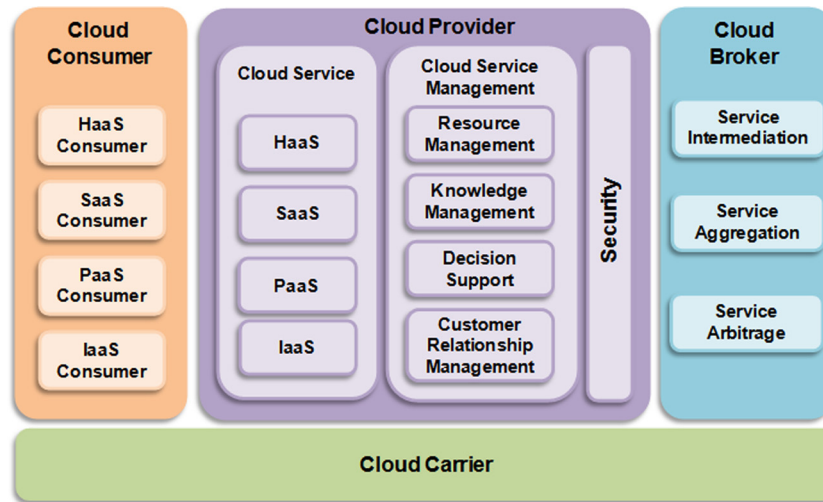 Cloud
Consumer
HaaS
Consumer
SaaS
Consumer
PaaS
Consumer
IaaS
Consumer
Cloud Provider
Cloud Service
HaaS
SaaS
PaaS
IaaS
Cloud Service
Management
Resource
Management
Knowledge
Management
Decision
Support
Customer
Relationship
Management
Security
Cloud
Broker
Service
Intermediation
Service
Aggregation
Service
Arbitrage
Cloud Carrier